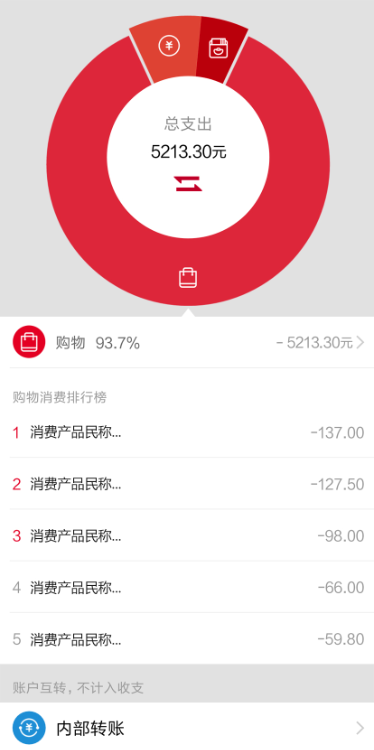 总支出
5213.30元
购物 93.7% - 5213.30元
购物消费排行榜
1 消费产品民称... -137.00
2 消费产品民称... -127.50
3 消费产品民称... -98.00
4 消费产品民称... -66.00
5 消费产品民称... -59.80
账户互转，不计入收支
内部转账